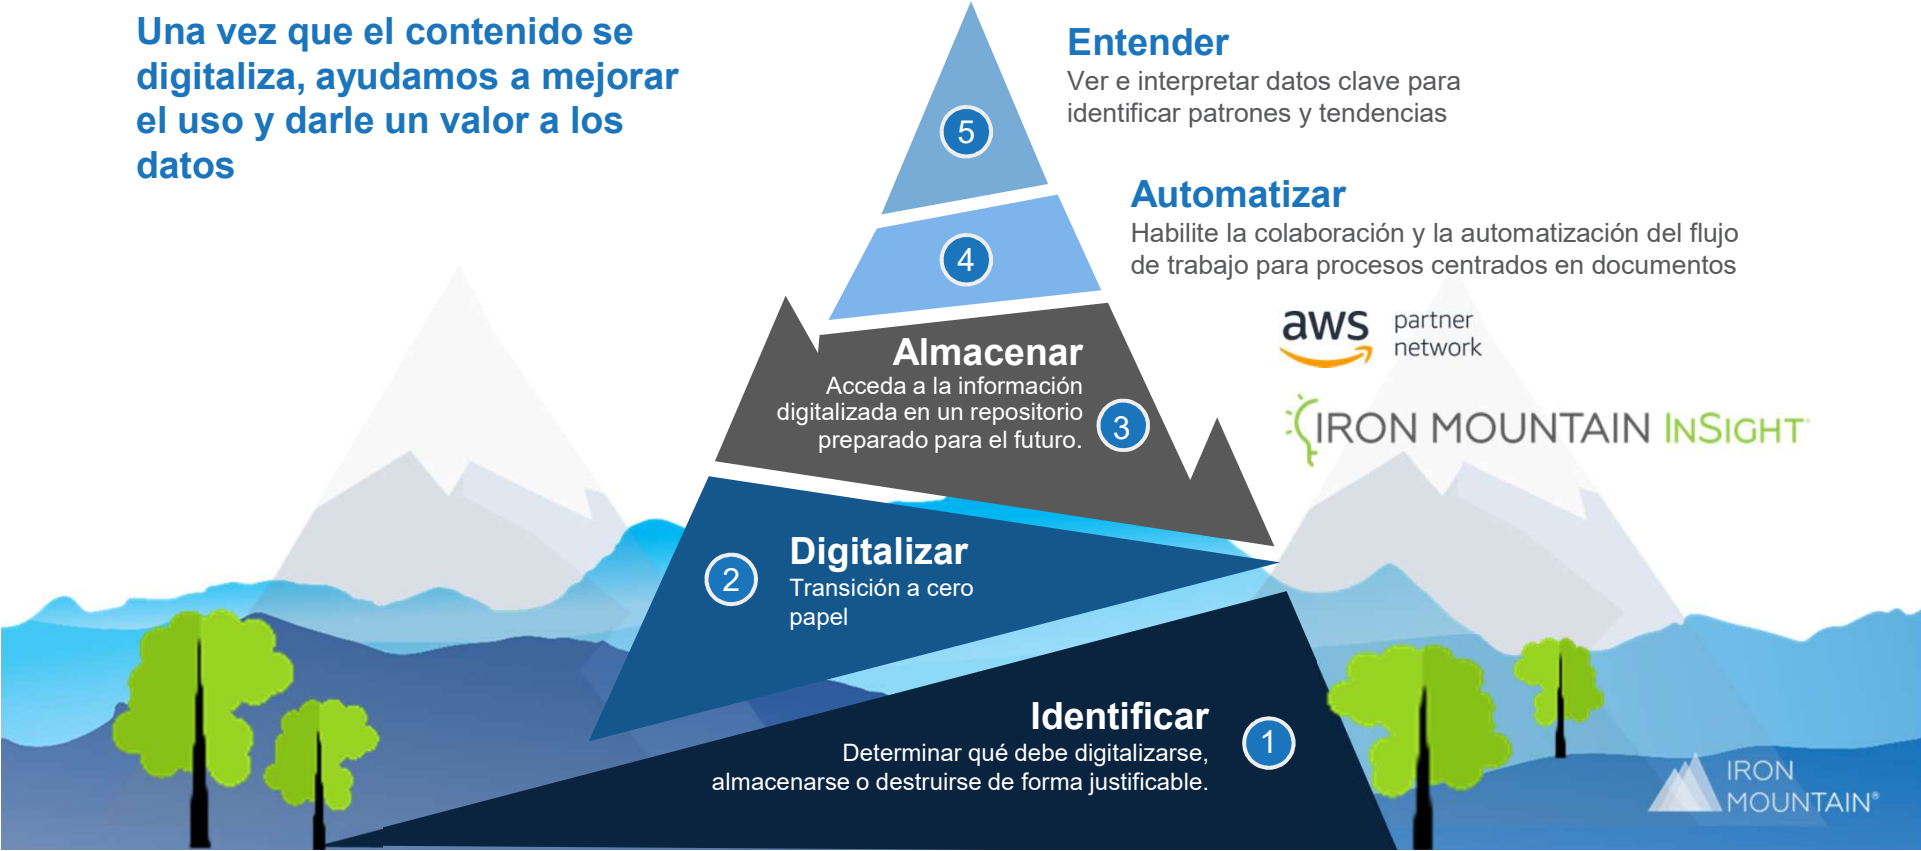 Una vez que el contenido se
digitaliza, ayudamos a mejorar
el uso y darle un valor a los
datos
Entender
Ver e interpretar datos clave para
identificar patrones y tendencias
5
Automatizar
Habilite la colaboración y la automatización del flujo
de trabajo para procesos centrados en documentos
4
aws partner
network
IRON MOUNTAIN INSIGHT
Almacenar
Acceda a la información
digitalizada en un repositorio
preparado para el futuro.
3
Digitalizar
Transición a cero
papel
2
Identificar
Determinar qué debe digitalizarse,
almacenarse o destruirse de forma justificable.
1
IRON
MOUNTAIN®